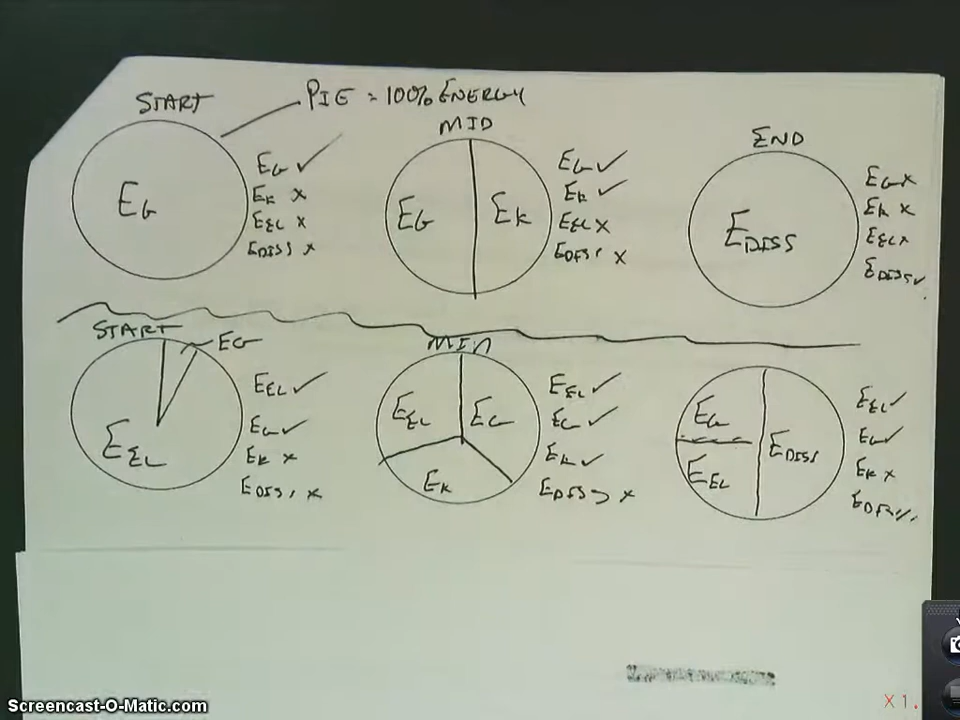 START
PIE = 100% ENERGY
EG
EG ✓
EK x
EEL x
EDISS x
MID
EG
EK
EG ✓
EK ✓
EEL x
EDISS x
END
EDISS
EG x
EK x
EEL x
EDISS ✓
START
EG
EEL
EEL ✓
EG ✓
EK x
EDISS x
EEL
EG
EK
EEL ✓
EG ✓
EK ✓
EDISS x
EG
EEL
EDISS
EEL ✓
EG ✓
EK x
Screencast-O-Matic.com
X1.